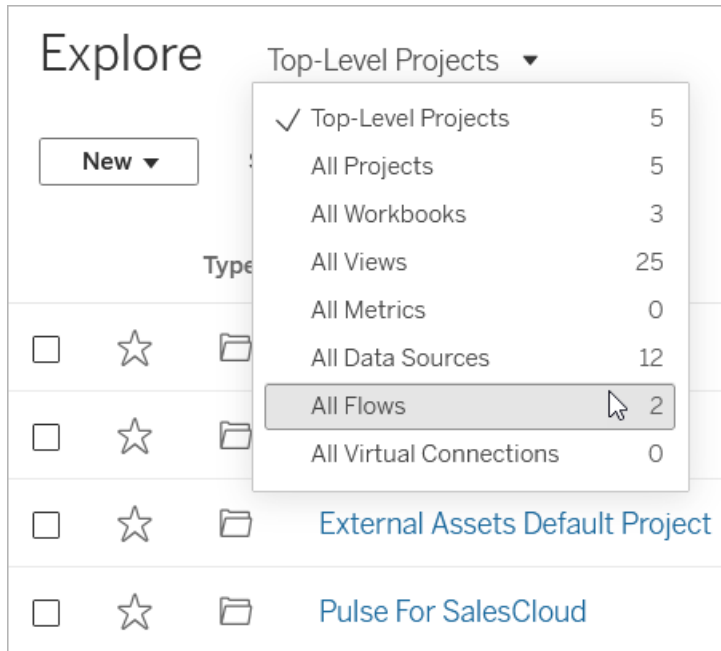 Explore Top-Level Projects
Top-Level Projects 5
New
All Projects 5
All Workbooks 3
Type
All Views 25
All Metrics 0
All Data Sources 12
All Flows 2
All Virtual Connections 0
External Assets Default Project
Pulse For SalesCloud